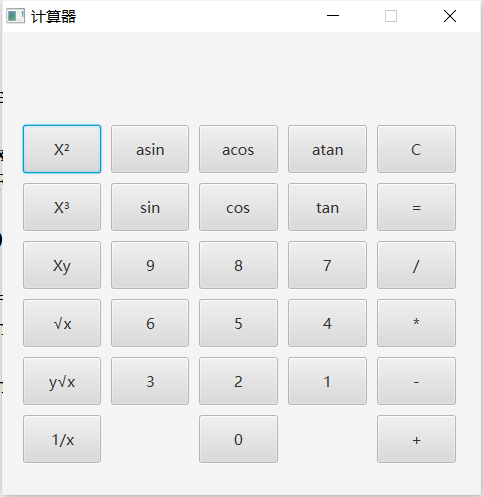 计算器
X² asin acos atan C
X³ sin cos tan =
Xy 9 8 7 /
√x 6 5 4 *
y√x 3 2 1 -
1/x 0 +